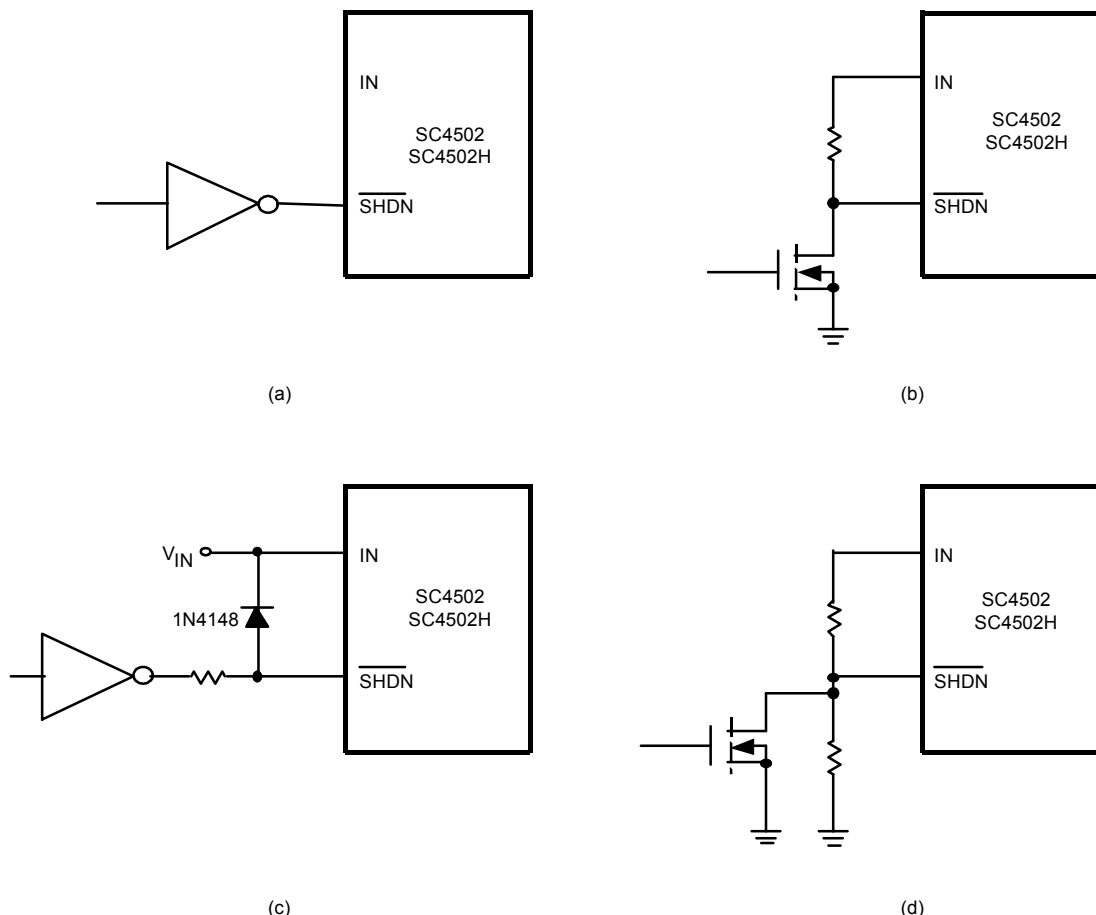 IN
SC4502
SC4502H
SHDN
(a)
IN
SC4502
SC4502H
SHDN
(b)
VIN
IN
1N4148
SC4502
SC4502H
SHDN
(c)
IN
SC4502
SC4502H
SHDN
(d)